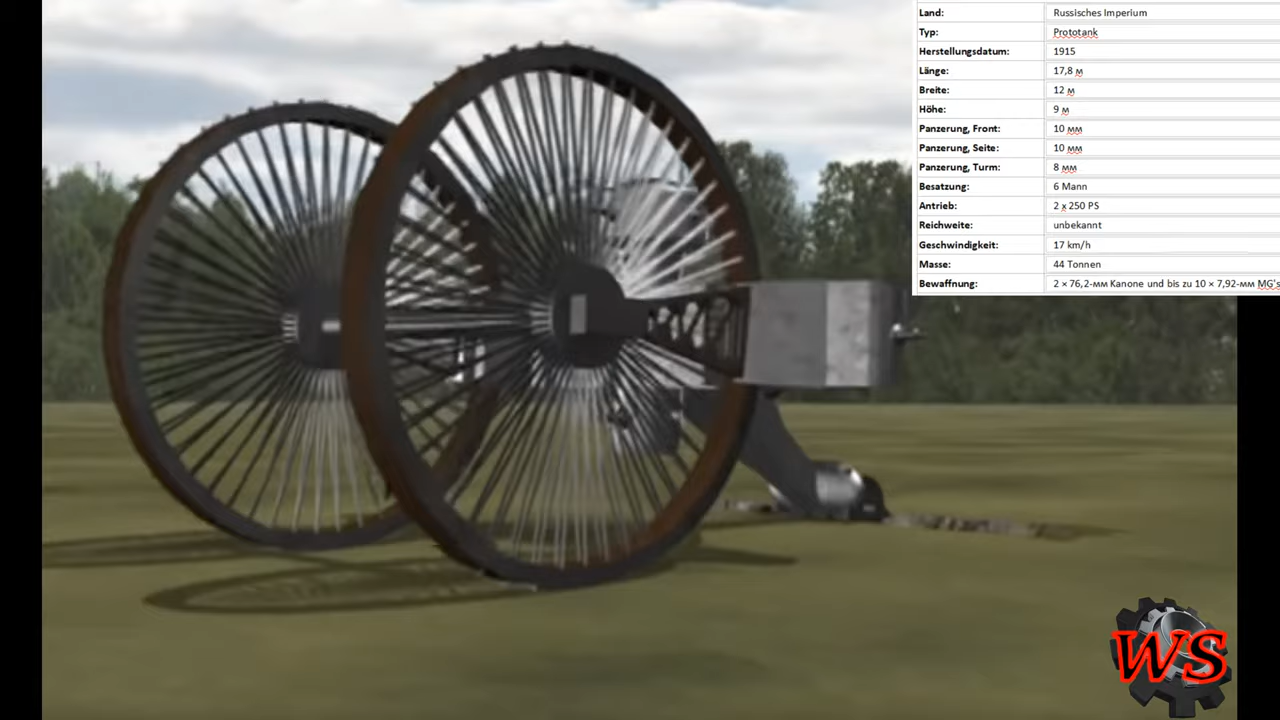 Land: Russisches Imperium
Typ: Prototank
Herstellungsdatum: 1915
Länge: 17,8 м
Breite: 12 м
Höhe: 9 м
Panzerung, Front: 10 мм
Panzerung, Seite: 10 мм
Panzerung, Turm: 8 мм
Besatzung: 6 Mann
Antrieb: 2 x 250 PS
Reichweite: unbekannt
Geschwindigkeit: 17 km/h
Masse: 44 Tonnen
Bewaffnung: 2 × 76,2-мм Kanone und bis zu 10 × 7,92-мм MG's
WS